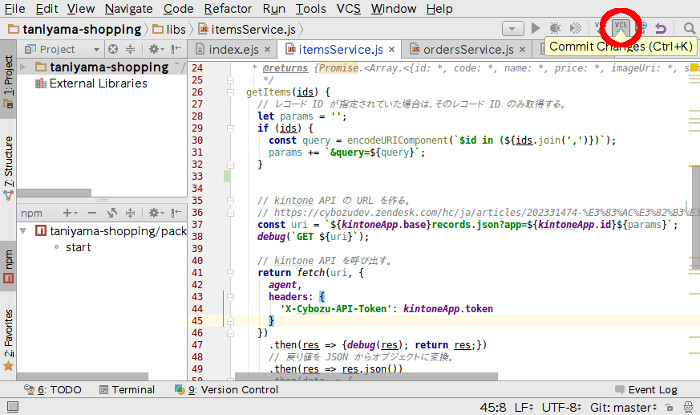 File Edit View Navigate Code Refactor Run Tools VCS Window Help
taniyama-shopping libs itemsService.js
VCS VCS
Commit Changes (Ctrl+K)
Project
index.ejs itemsService.js ordersService.js
taniyama-shopping
External Libraries
1: Project
7: Structure
npm
2: Favorites
npm
taniyama-shopping/pack
start
24 * @returns {Promise.<Array.<{id: *, code: *, name: *, price: *, imageUri: *,
25 */
26 getItems(ids) {
27 // レコード ID が指定されていた場合は、そのレコード ID のみ取得する。
28 let params = '';
29 if (ids) {
30 const query = encodeURIComponent(`$id in (${ids.join(',')})`);
31 params += `&query=${query}`;
32 }
33
35 // kintone API の URL を作る。
36 // https://cybozudev.zendesk.com/hc/ja/articles/202331474-%E3%83%AC%E3%82%B3%E3
37 const uri = `${kintoneApp.base}records.json?app=${kintoneApp.id}${params}`;
38 debug(`GET ${uri}`);
39
40 // kintone API を呼び出す。
41 return fetch(uri, {
42 agent,
43 headers: {
44 'X-Cybozu-API-Token': kintoneApp.token
45 }
46 })
47 .then(res => {debug(res); return res;})
48 // 戻り値を JSON からオブジェクトに変換。
49 .then(res => res.json())
50 .then(data => {
6: TODO Terminal 9: Version Control Event Log
45:8 LF UTF-8 Git: master